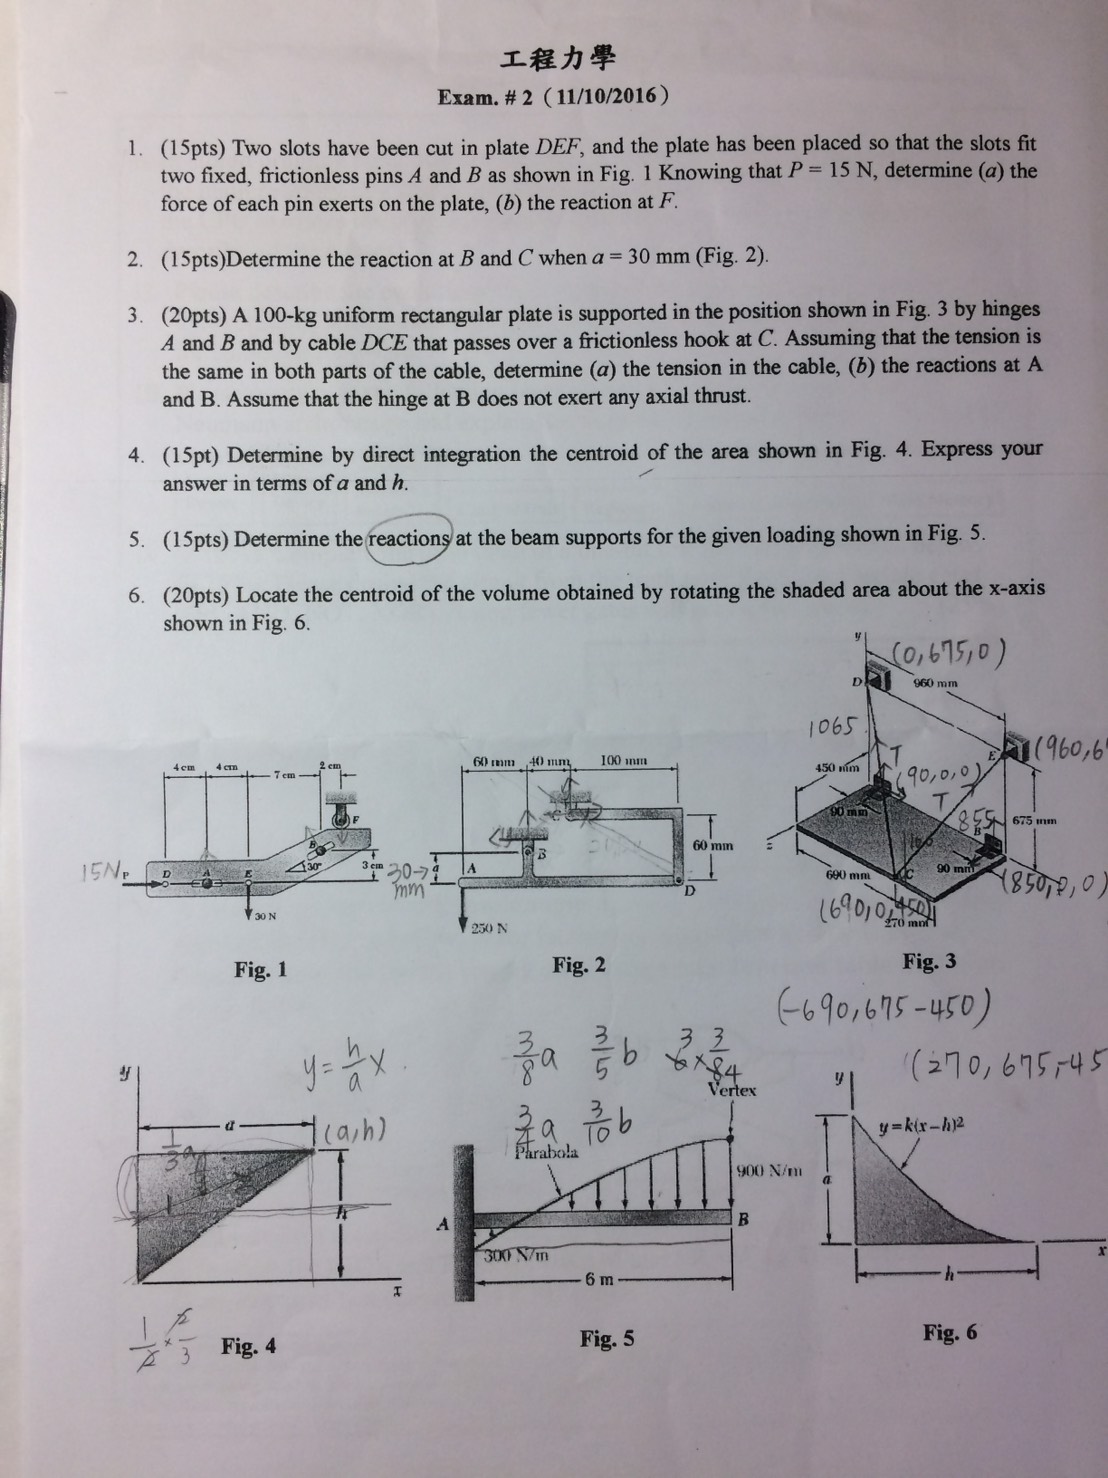 工程力學
Exam. # 2 ( 11/10/2016 )
1. (15pts) Two slots have been cut in plate DEF, and the plate has been placed so that the slots fit
two fixed, frictionless pins A and B as shown in Fig. 1 Knowing that P = 15 N, determine (a) the
force of each pin exerts on the plate, (b) the reaction at F.
2. (15pts)Determine the reaction at B and C when a = 30 mm (Fig. 2).
3. (20pts) A 100-kg uniform rectangular plate is supported in the position shown in Fig. 3 by hinges
A and B and by cable DCE that passes over a frictionless hook at C. Assuming that the tension is
the same in both parts of the cable, determine (a) the tension in the cable, (b) the reactions at A
and B. Assume that the hinge at B does not exert any axial thrust.
4. (15pt) Determine by direct integration the centroid of the area shown in Fig. 4. Express your
answer in terms of a and h.
5. (15pts) Determine the reactions at the beam supports for the given loading shown in Fig. 5.
6. (20pts) Locate the centroid of the volume obtained by rotating the shaded area about the x-axis
shown in Fig. 6.
4 cm 4 cm 7 cm 2 cm
F
B
30°
3 cm
15N P D A E
30 N
Fig. 1
60 mm 40 mm 100 mm
C
B
60 mm
30→ a A
mm
D
250 N
Fig. 2
y (0,675,0)
D 960 mm
1065
T E (960,6
450 mm (90,0,0)
T
90 mm 855 B 675 mm
z
690 mm C 90 mm (850,0,0)
(690,0,450)
270 mm
Fig. 3
(-690,675-450)
(270,675,-45
y = h/a x
y
a (a,h)
1/3 a
h
x
1/2 × 2/3
Fig. 4
3/8 a 3/5 b 6 × 3/84
3/4 a 3/10 b
Vertex
Parabola
900 N/m
A B
300 N/m
6 m
Fig. 5
y
y = k(x – h)2
a
x
h
Fig. 6